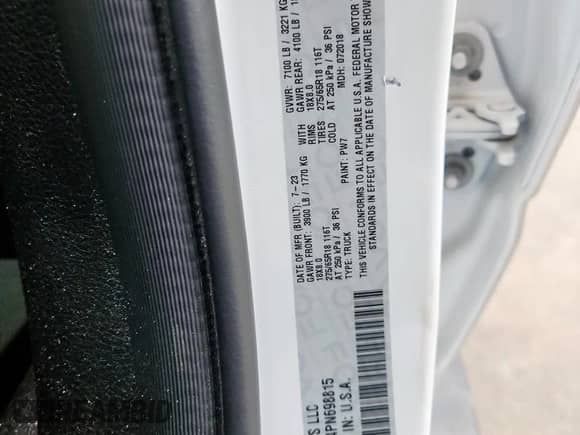 DATE OF MFR (BUILT): 7-23 GVWR: 7100 LB / 3221 KG
GAWR FRONT: 3900 LB / 1770 KG WITH GAWR REAR: 4100 LB
18X8.0 RIMS 18X8.0
275/65R18 116T TIRES 275/65R18 116T
AT 250 kPa / 36 PSI COLD AT 250 kPa / 36 PSI
TYPE: TRUCK PAINT: PW7 MDH: 072018
THIS VEHICLE CONFORMS TO ALL APPLICABLE U.S.A. FEDERAL MOTOR
STANDARDS IN EFFECT ON THE DATE OF MANUFACTURE SHOW
LLC
PN698815
IN: U.S.A.